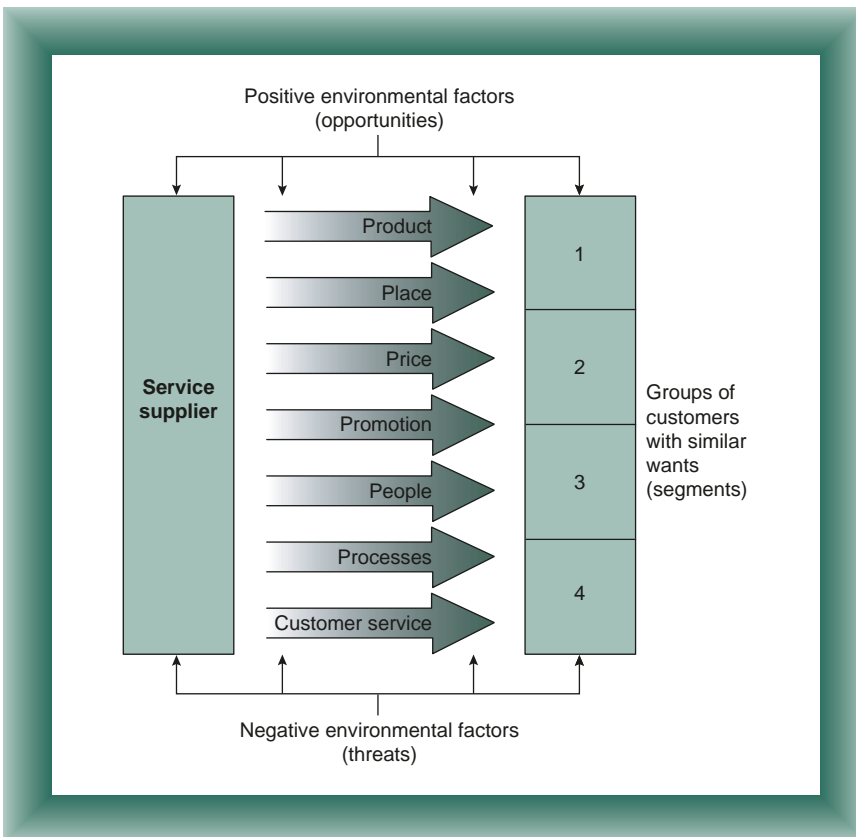 Positive environmental factors
(opportunities)
Product
Place
Price
Promotion
People
Processes
Customer service
Service
supplier
1
2
3
4
Groups of
customers
with similar
wants
(segments)
Negative environmental factors
(threats)